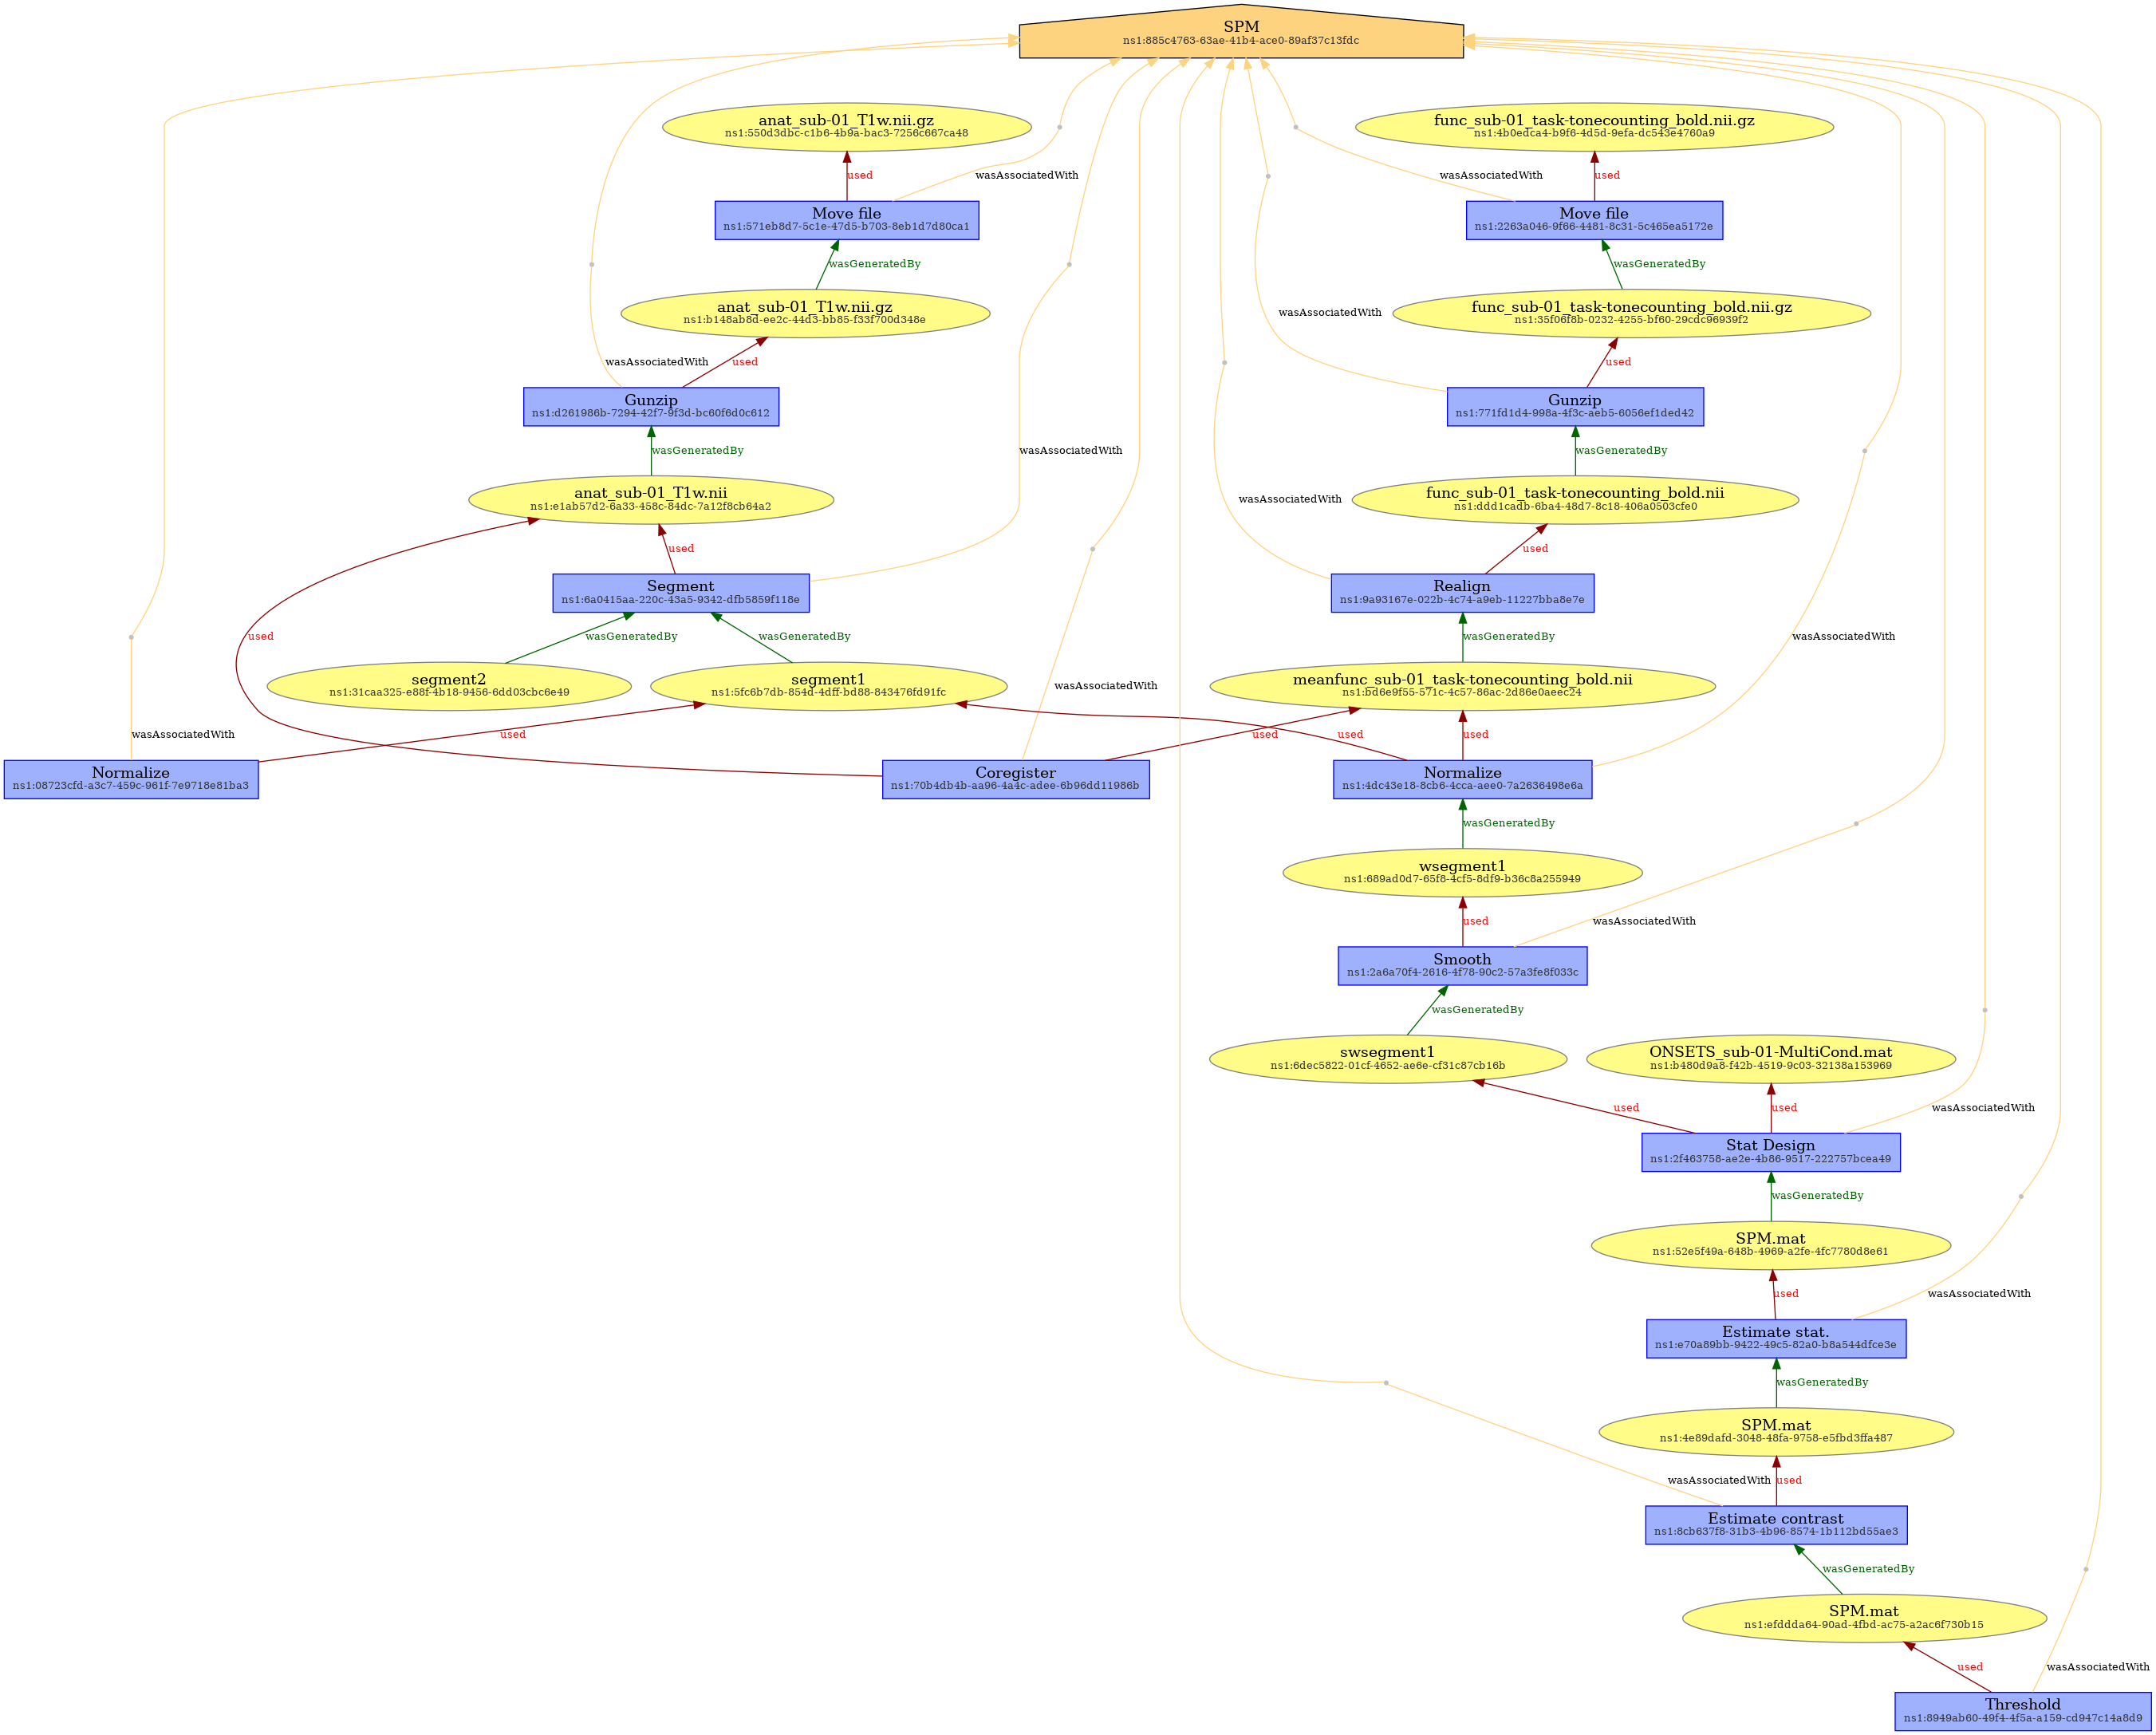 SPM
ns1:885c4763-63ae-41b4-ace0-89af37c13fdc
anat_sub-01_T1w.nii.gz
ns1:550d3dbc-c1b6-4b9a-bac3-7256c667ca48
func_sub-01_task-tonecounting_bold.nii.gz
ns1:4b0edca4-b9f6-4d5d-9efa-dc543e4760a9
used
wasAssociatedWith
wasAssociatedWith
used
Move file
ns1:571eb8d7-5c1e-47d5-b703-8eb1d7d80ca1
Move file
ns1:2263a046-9f66-4481-8c31-5c465ea5172e
wasGeneratedBy
wasGeneratedBy
anat_sub-01_T1w.nii.gz
ns1:b148ab8d-ee2c-44d3-bb85-f33f700d348e
wasAssociatedWith
func_sub-01_task-tonecounting_bold.nii.gz
ns1:35f06f8b-0232-4255-bf60-29cdc96939f2
wasAssociatedWith
used
used
Gunzip
ns1:d261986b-7294-42f7-9f3d-bc60f6d0c612
Gunzip
ns1:771fd1d4-998a-4f3c-aeb5-6056ef1ded42
wasGeneratedBy
wasAssociatedWith
wasGeneratedBy
anat_sub-01_T1w.nii
ns1:e1ab57d2-6a33-458c-84dc-7a12f8cb64a2
wasAssociatedWith
func_sub-01_task-tonecounting_bold.nii
ns1:ddd1cadb-6ba4-48d7-8c18-406a0503cfe0
used
used
Segment
ns1:6a0415aa-220c-43a5-9342-dfb5859f118e
Realign
ns1:9a93167e-022b-4c74-a9eb-11227bba8e7e
used
wasGeneratedBy
wasGeneratedBy
wasGeneratedBy
wasAssociatedWith
segment2
ns1:31caa325-e88f-4b18-9456-6dd03cbc6e49
segment1
ns1:5fc6b7db-854d-4dff-bd88-843476fd91fc
wasAssociatedWith
meanfunc_sub-01_task-tonecounting_bold.nii
ns1:bd6e9f55-571c-4c57-86ac-2d86e0aeec24
wasAssociatedWith
used
used
used
used
Normalize
ns1:08723cfd-a3c7-459c-961f-7e9718e81ba3
Coregister
ns1:70b4db4b-aa96-4a4c-adee-6b96dd11986b
Normalize
ns1:4dc43e18-8cb6-4cca-aee0-7a2636498e6a
wasGeneratedBy
wsegment1
ns1:689ad0d7-65f8-4cf5-8df9-b36c8a255949
used
wasAssociatedWith
Smooth
ns1:2a6a70f4-2616-4f78-90c2-57a3fe8f033c
wasGeneratedBy
swsegment1
ns1:6dec5822-01cf-4652-ae6e-cf31c87cb16b
ONSETS_sub-01-MultiCond.mat
ns1:b480d9a8-f42b-4519-9c03-32138a153969
used
used
wasAssociatedWith
Stat Design
ns1:2f463758-ae2e-4b86-9517-222757bcea49
wasGeneratedBy
SPM.mat
ns1:52e5f49a-648b-4969-a2fe-4fc7780d8e61
used
wasAssociatedWith
Estimate stat.
ns1:e70a89bb-9422-49c5-82a0-b8a544dfce3e
wasGeneratedBy
SPM.mat
ns1:4e89dafd-3048-48fa-9758-e5fbd3ffa487
wasAssociatedWith
used
Estimate contrast
ns1:8cb637f8-31b3-4b96-8574-1b112bd55ae3
wasGeneratedBy
SPM.mat
ns1:efddda64-90ad-4fbd-ac75-a2ac6f730b15
used
wasAssociatedWith
Threshold
ns1:8949ab60-49f4-4f5a-a159-cd947c14a8d9